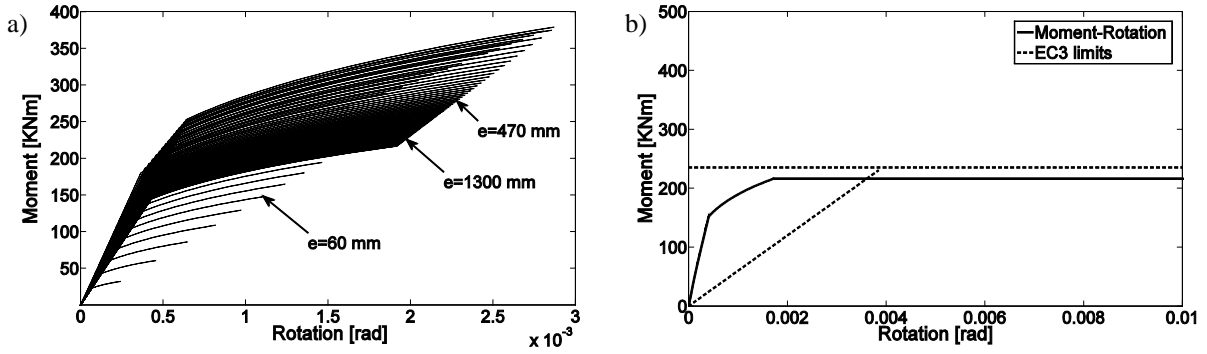 a)
Moment [KNm]
400
350
300
250
200
150
100
50
0
0.5
1
1.5
2
2.5
3
x 10⁻³
Rotation [rad]
e=470 mm
e=1300 mm
e=60 mm
b)
Moment [KNm]
500
400
300
200
100
0
0
0.002
0.004
0.006
0.008
0.01
Rotation [rad]
Moment-Rotation
EC3 limits